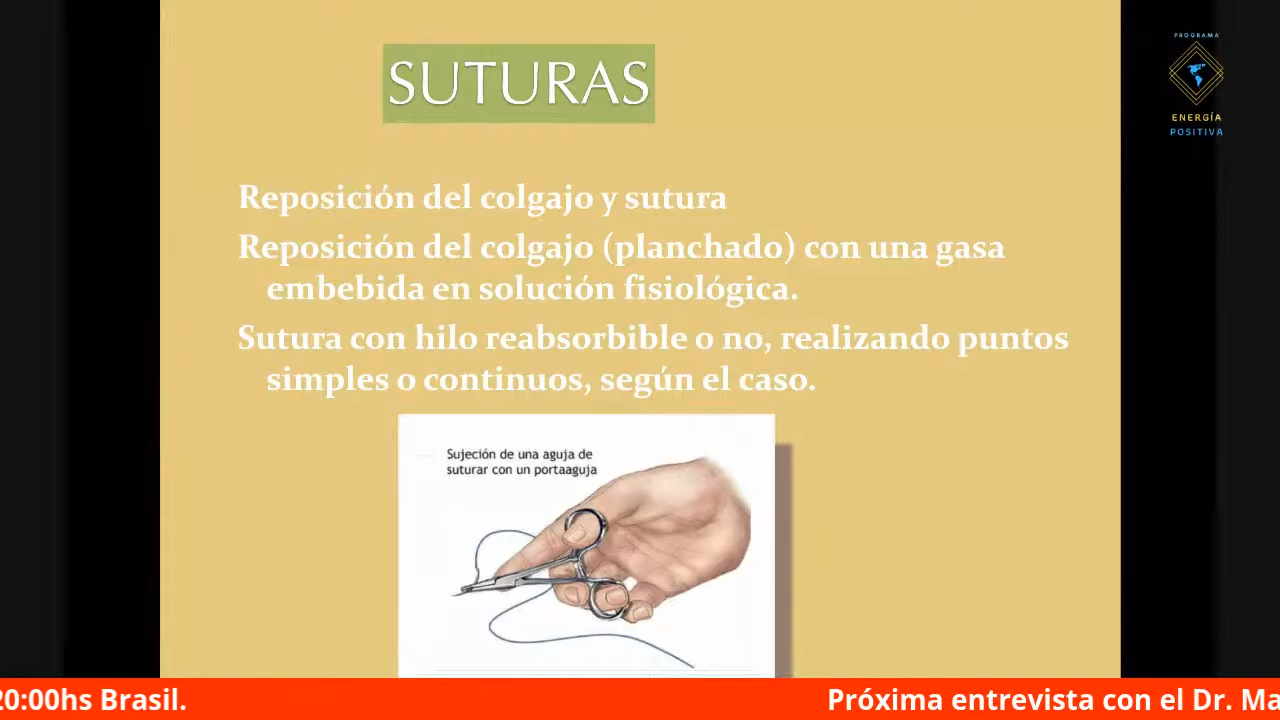 SUTURAS
PROGRAMA
ENERGÍA
POSITIVA
Reposición del colgajo y sutura
Reposición del colgajo (planchado) con una gasa
embebida en solución fisiológica.
Sutura con hilo reabsorbible o no, realizando puntos
simples o continuos, según el caso.
Sujeción de una aguja de
suturar con un portaaguja
20:00hs Brasil.
Próxima entrevista con el Dr. Ma